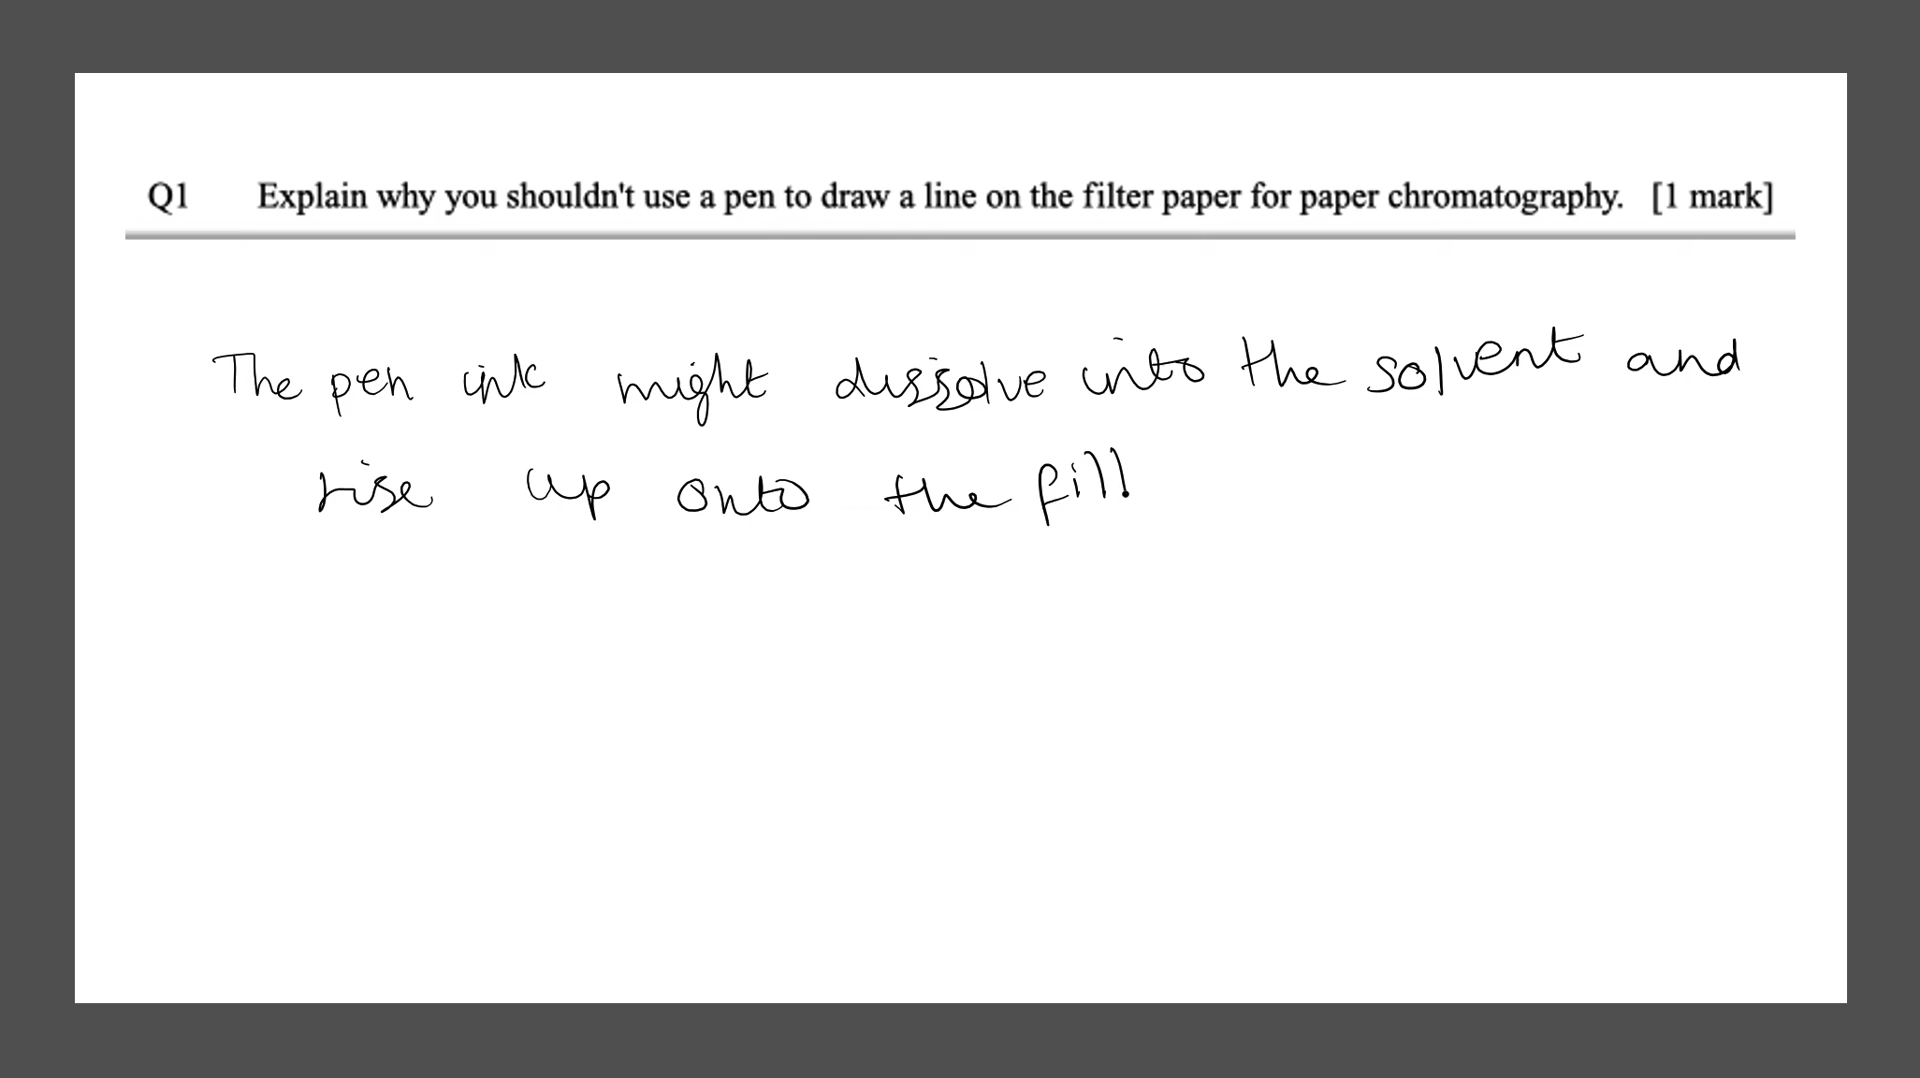 Q1 Explain why you shouldn't use a pen to draw a line on the filter paper for paper chromatography. [1 mark]
The pen ink might dissolve into the solvent and
rise up onto the fill